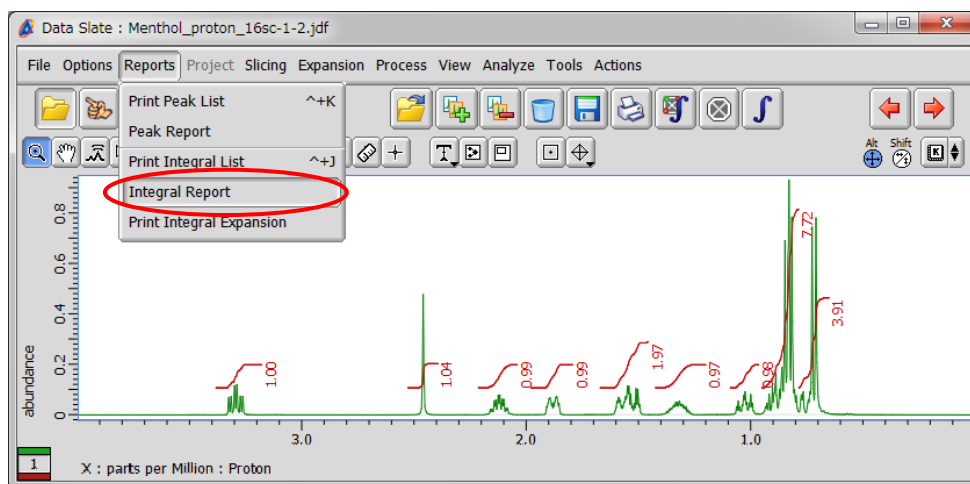 Data Slate : Menthol_proton_16sc-1-2.jdf
File Options Reports Project Slicing Expansion Process View Analyze Tools Actions
Print Peak List ^+K
Peak Report
Print Integral List ^+J
Integral Report
Print Integral Expansion
T
Alt Shift
K
abundance
0.8
0.6
0.4
0.2
0
1.00
1.04
0.99
0.99
1.97
0.97
0.98
7.72
3.91
3.0 2.0 1.0
1
X : parts per Million : Proton